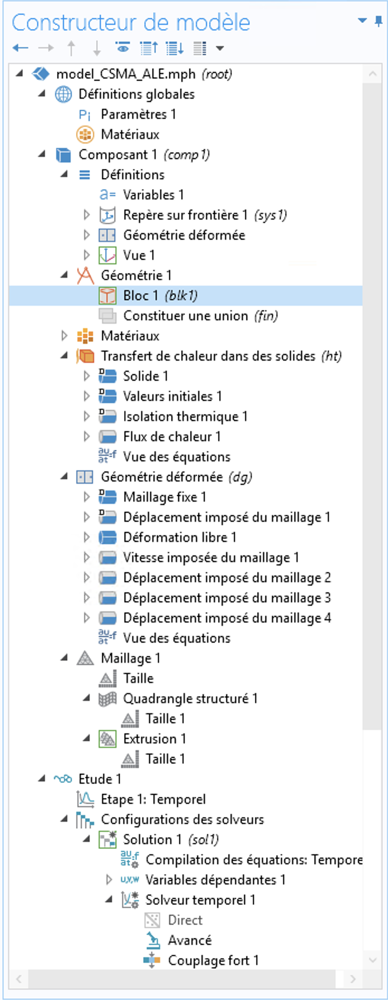 Constructeur de modèle
model_CSMA_ALE.mph (root)
Définitions globales
Pi Paramètres 1
Matériaux
Composant 1 (comp1)
Définitions
a= Variables 1
Repère sur frontière 1 (sys1)
Géométrie déformée
Vue 1
Géométrie 1
Bloc 1 (blk1)
Constituer une union (fin)
Matériaux
Transfert de chaleur dans des solides (ht)
D Solide 1
D Valeurs initiales 1
D Isolation thermique 1
Flux de chaleur 1
au/at=f Vue des équations
Géométrie déformée (dg)
D Maillage fixe 1
D Déplacement imposé du maillage 1
Déformation libre 1
Vitesse imposée du maillage 1
Déplacement imposé du maillage 2
Déplacement imposé du maillage 3
Déplacement imposé du maillage 4
au/at=f Vue des équations
Maillage 1
Taille
Quadrangle structuré 1
Taille 1
Extrusion 1
Taille 1
Etude 1
Etape 1: Temporel
Configurations des solveurs
Solution 1 (sol1)
au/at=f Compilation des équations: Tempore
u,v,w Variables dépendantes 1
Solveur temporel 1
Direct
Avancé
Couplage fort 1